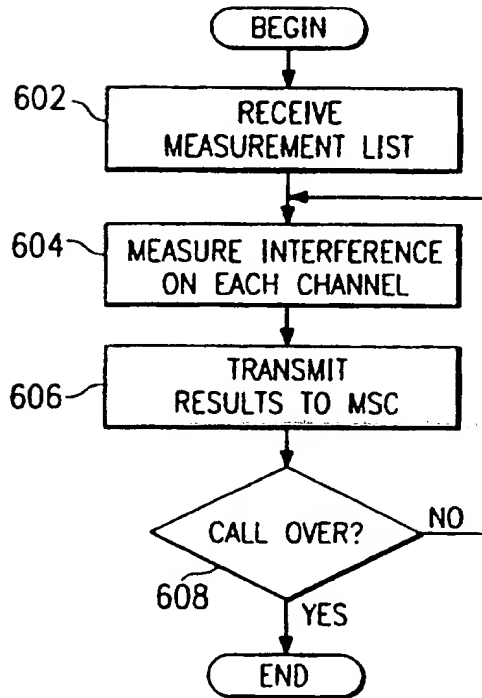 BEGIN
602
RECEIVE
MEASUREMENT LIST
604
MEASURE INTERFERENCE
ON EACH CHANNEL
606
TRANSMIT
RESULTS TO MSC
CALL OVER?
NO
608
YES
END